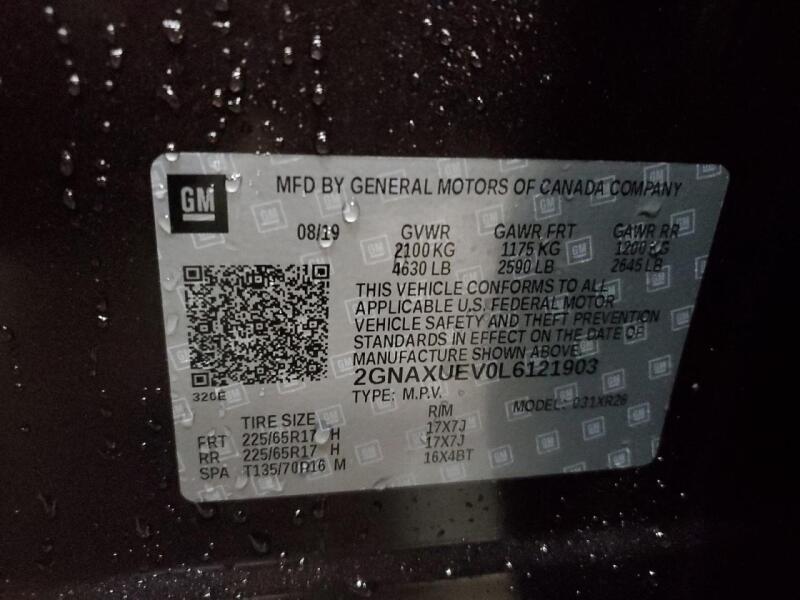 GM
MFD BY GENERAL MOTORS OF CANADA COMPANY
08/19 GVWR GAWR FRT GAWR RR
2100 KG 1175 KG 1200 KG
4630 LB 2590 LB 2645 LB
THIS VEHICLE CONFORMS TO ALL
APPLICABLE U.S. FEDERAL MOTOR
VEHICLE SAFETY AND THEFT PREVENTION
STANDARDS IN EFFECT ON THE DATE OF
MANUFACTURE SHOWN ABOVE.
2GNAXUEV0L6121903
320E TYPE: M.P.V. MODEL:
TIRE SIZE RIM
FRT 225/65R17 H 17X7J
RR 225/65R17 H 17X7J
SPA T135/70R16 M 16X4BT